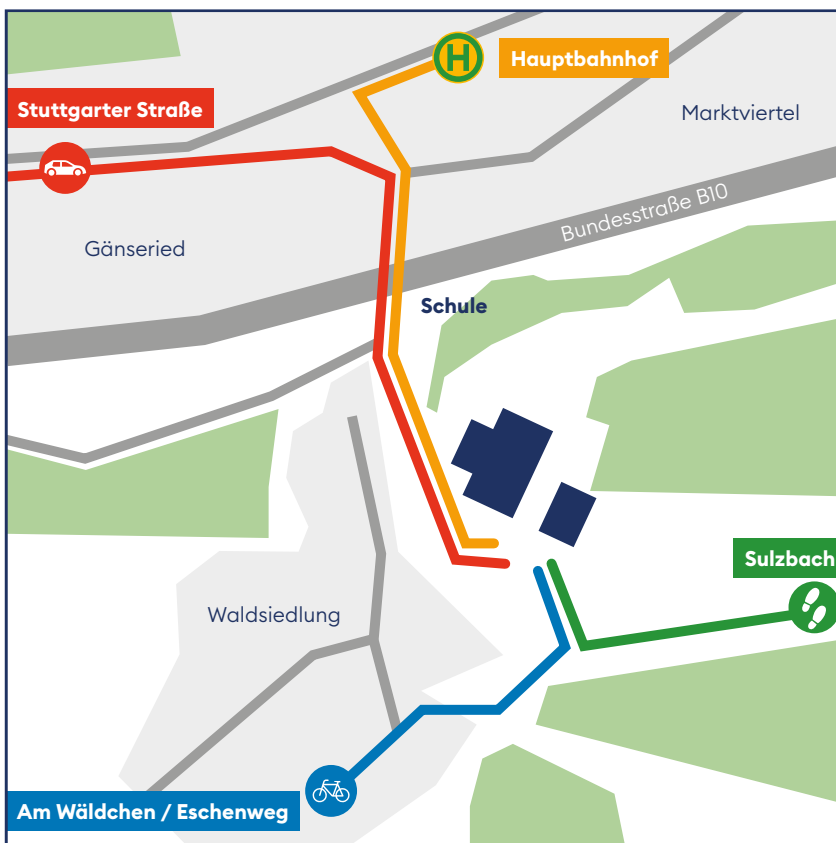 H
Hauptbahnhof
Stuttgarter Straße
Marktviertel
Bundesstraße B10
Gänseried
Schule
Sulzbach
Waldsiedlung
Am Wäldchen / Eschenweg